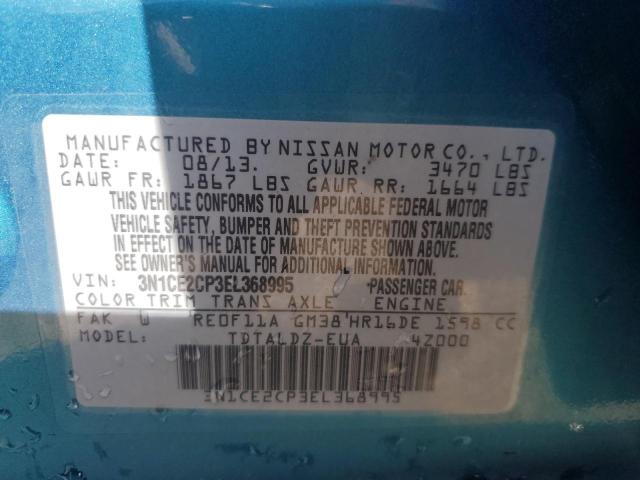 MANUFACTURED BY NISSAN MOTOR CO., LTD.
DATE: 08/13. GVWR: 3470 LBS
GAWR FR: 1867 LBS GAWR RR: 1664 LBS
THIS VEHICLE CONFORMS TO ALL APPLICABLE FEDERAL MOTOR
VEHICLE SAFETY, BUMPER AND THEFT PREVENTION STANDARDS
IN EFFECT ON THE DATE OF MANUFACTURE SHOWN ABOVE.
SEE OWNER'S MANUAL FOR ADDITIONAL INFORMATION.
VIN: 3N1CE2CP3EL368995 PASSENGER CAR.
COLOR TRIM TRANS AXLE ENGINE
FAK W RE0F11A GM38 HR16DE 1598 CC
MODEL: TDTALDZ-EUA 4Z000
3N1CE2CP3EL368995